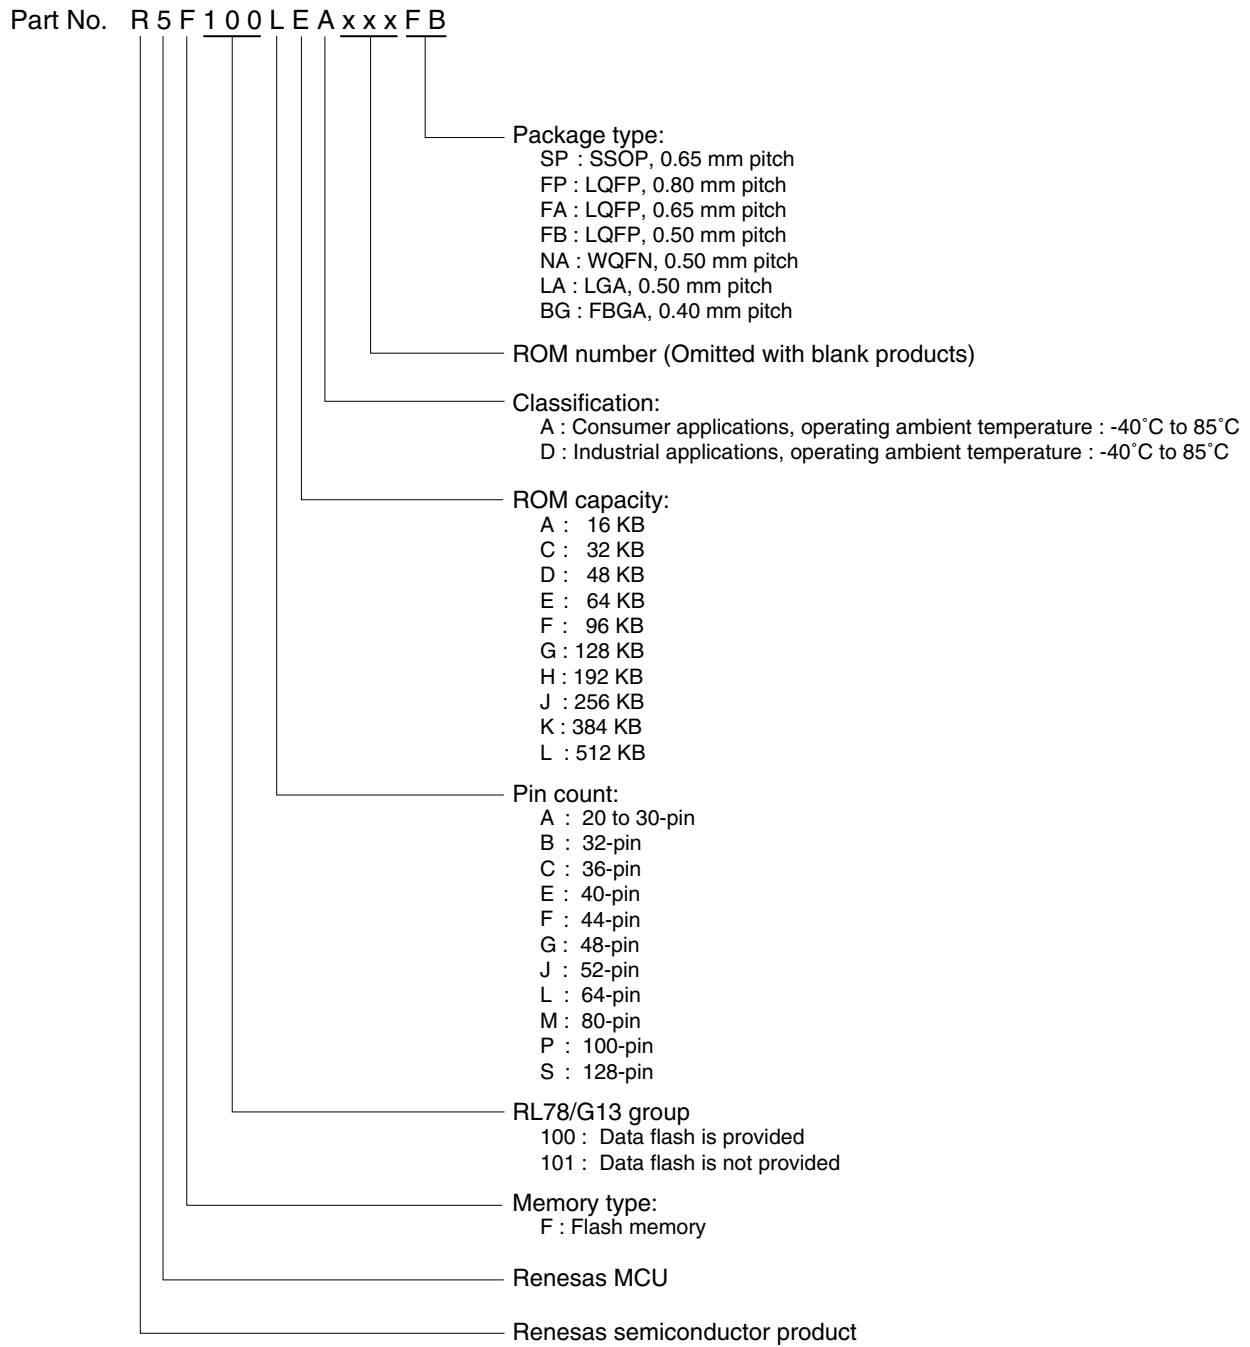 Part No. R 5 F 1 0 0 L E A x x x F B
Package type:
SP : SSOP, 0.65 mm pitch
FP : LQFP, 0.80 mm pitch
FA : LQFP, 0.65 mm pitch
FB : LQFP, 0.50 mm pitch
NA : WQFN, 0.50 mm pitch
LA : LGA, 0.50 mm pitch
BG : FBGA, 0.40 mm pitch
ROM number (Omitted with blank products)
Classification:
A : Consumer applications, operating ambient temperature : -40˚C to 85˚C
D : Industrial applications, operating ambient temperature : -40˚C to 85˚C
ROM capacity:
A : 16 KB
C : 32 KB
D : 48 KB
E : 64 KB
F : 96 KB
G : 128 KB
H : 192 KB
J : 256 KB
K : 384 KB
L : 512 KB
Pin count:
A : 20 to 30-pin
B : 32-pin
C : 36-pin
E : 40-pin
F : 44-pin
G : 48-pin
J : 52-pin
L : 64-pin
M : 80-pin
P : 100-pin
S : 128-pin
RL78/G13 group
100 : Data flash is provided
101 : Data flash is not provided
Memory type:
F : Flash memory
Renesas MCU
Renesas semiconductor product